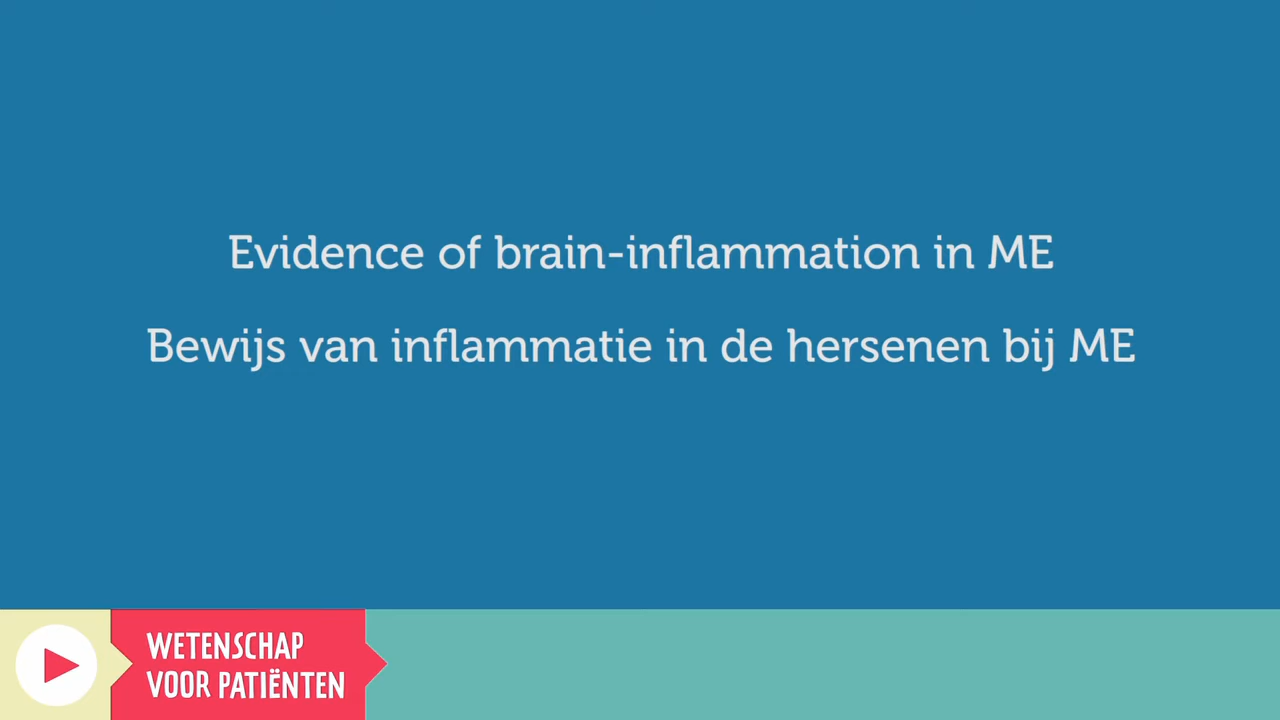 Evidence of brain-inflammation in ME
Bewijs van inflammatie in de hersenen bij ME
WETENSCHAP
VOOR PATIËNTEN